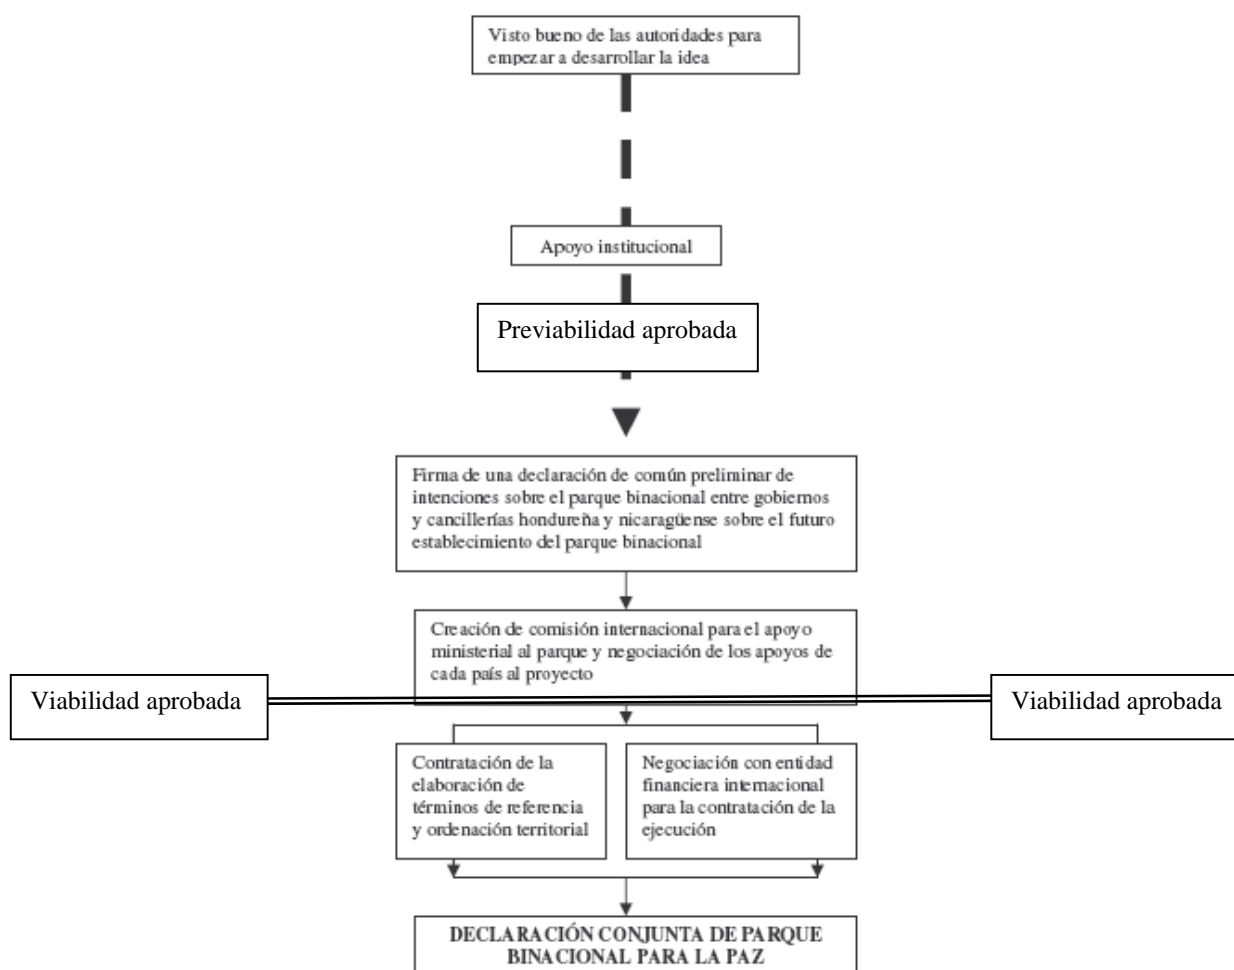 Visto bueno de las autoridades para
empezar a desarrollar la idea
Apoyo institucional
Previabilidad aprobada
Firma de una declaración de común preliminar de
intenciones sobre el parque binacional entre gobiernos
y cancillerías hondureña y nicaragüense sobre el futuro
establecimiento del parque binacional
Creación de comisión internacional para el apoyo
ministerial al parque y negociación de los apoyos de
cada país al proyecto
Viabilidad aprobada
Viabilidad aprobada
Contratación de la
elaboración de
términos de referencia
y ordenación territorial
Negociación con entidad
financiera internacional
para la contratación de la
ejecución
DECLARACIÓN CONJUNTA DE PARQUE
BINACIONAL PARA LA PAZ